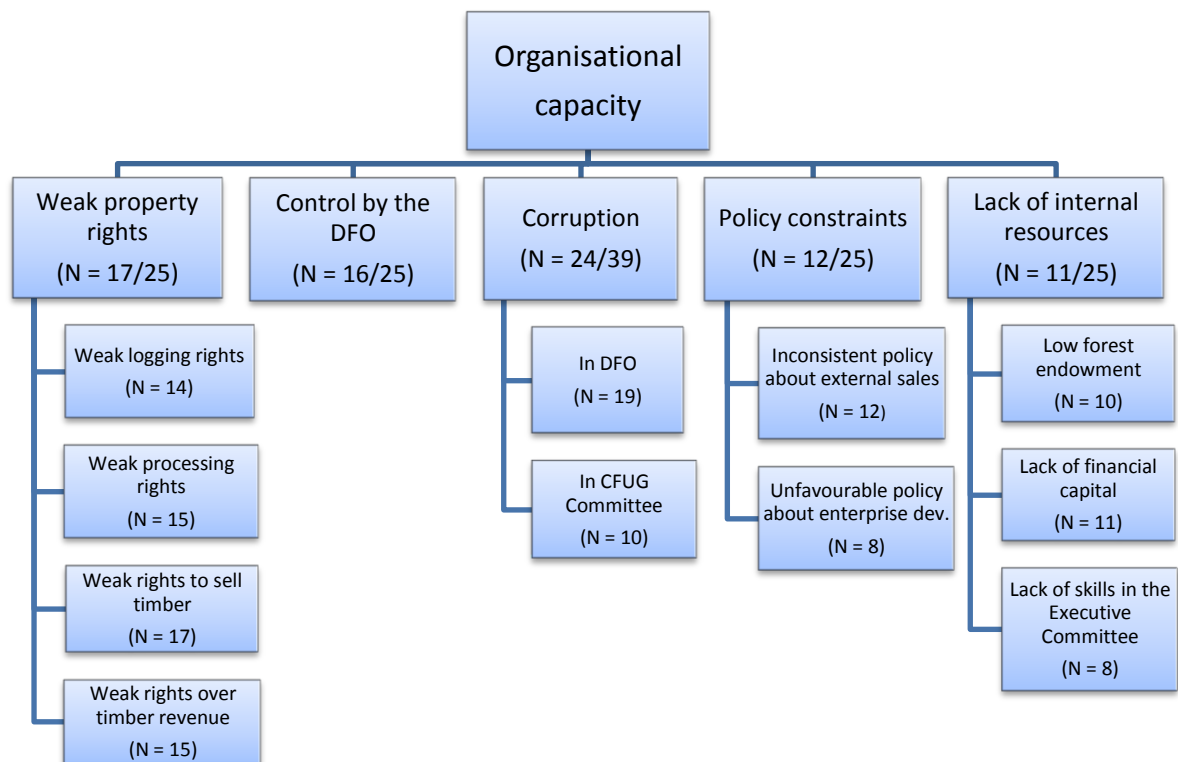 Organisational
capacity
Weak property
rights
(N = 17/25)
Control by the
DFO
(N = 16/25)
Corruption
(N = 24/39)
Policy constraints
(N = 12/25)
Lack of internal
resources
(N = 11/25)
Weak logging rights
(N = 14)
Weak processing
rights
(N = 15)
Weak rights to sell
timber
(N = 17)
Weak rights over
timber revenue
(N = 15)
In DFO
(N = 19)
In CFUG
Committee
(N = 10)
Inconsistent policy
about external sales
(N = 12)
Unfavourable policy
about enterprise dev.
(N = 8)
Low forest
endowment
(N = 10)
Lack of financial
capital
(N = 11)
Lack of skills in the
Executive
Committee
(N = 8)